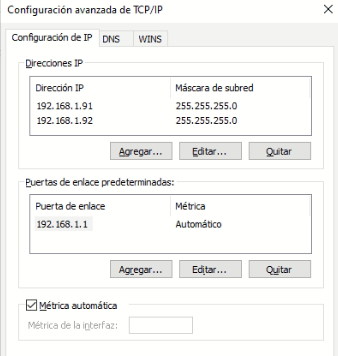 Configuración avanzada de TCP/IP
Configuración de IP DNS WINS
Direcciones IP
Dirección IP Máscara de subred
192.168.1.91 255.255.255.0
192.168.1.92 255.255.255.0
Agregar... Editar... Quitar
Puertas de enlace predeterminadas:
Puerta de enlace Métrica
192.168.1.1 Automático
Agregar... Editar... Quitar
Métrica automática
Métrica de la interfaz: